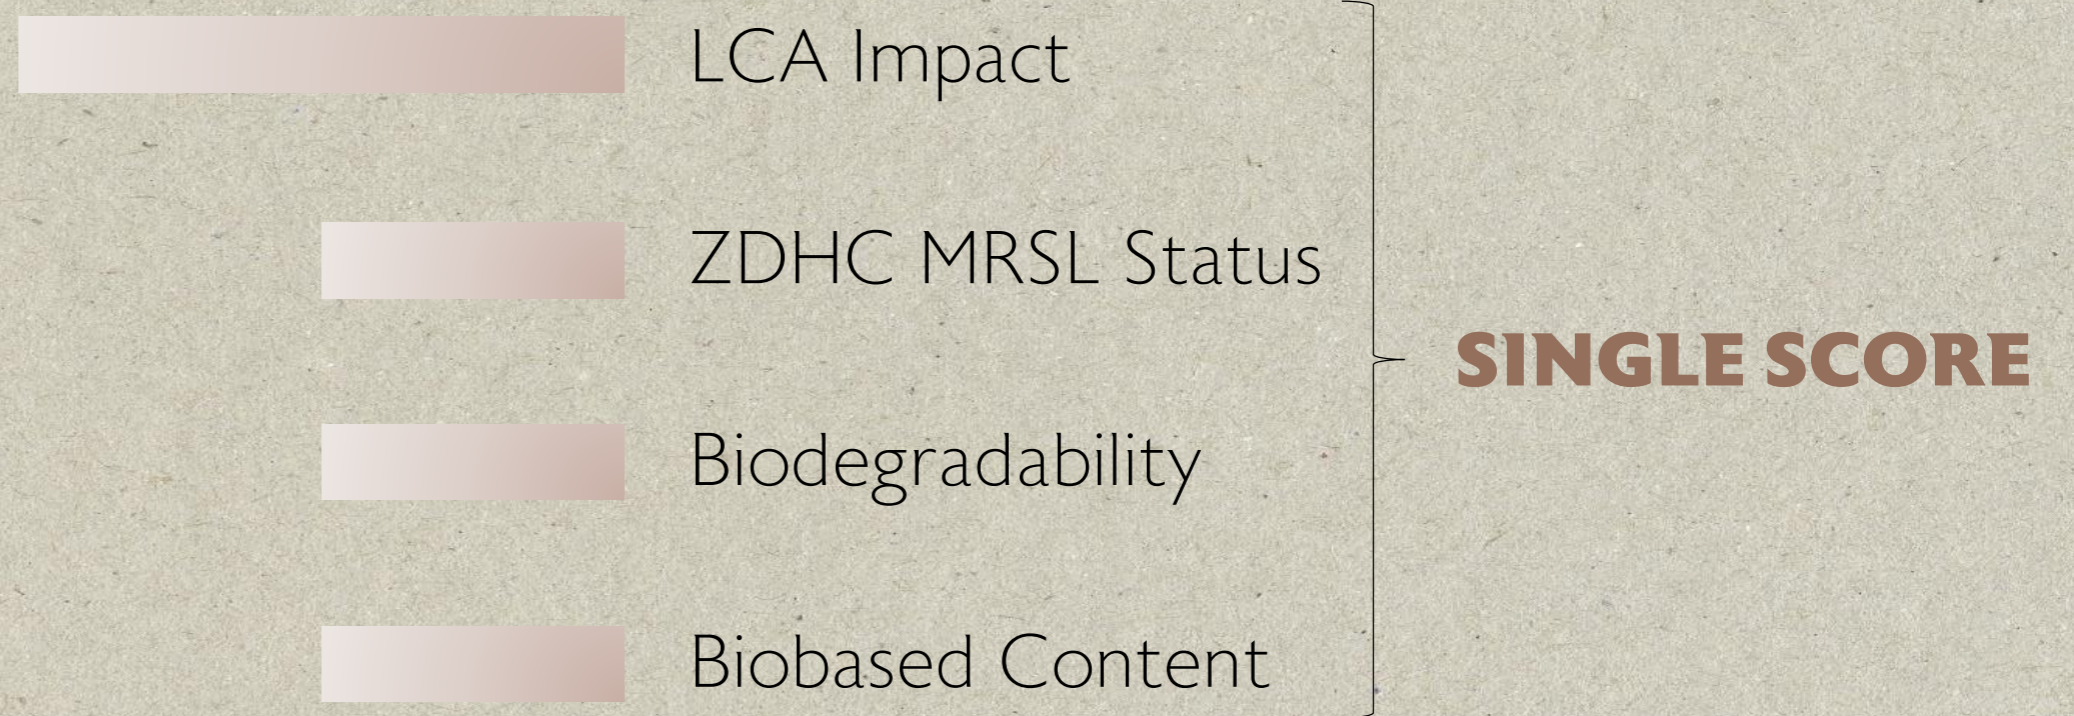 LCA Impact
ZDHC MRSL Status
SINGLE SCORE
Biodegradability
Biobased Content